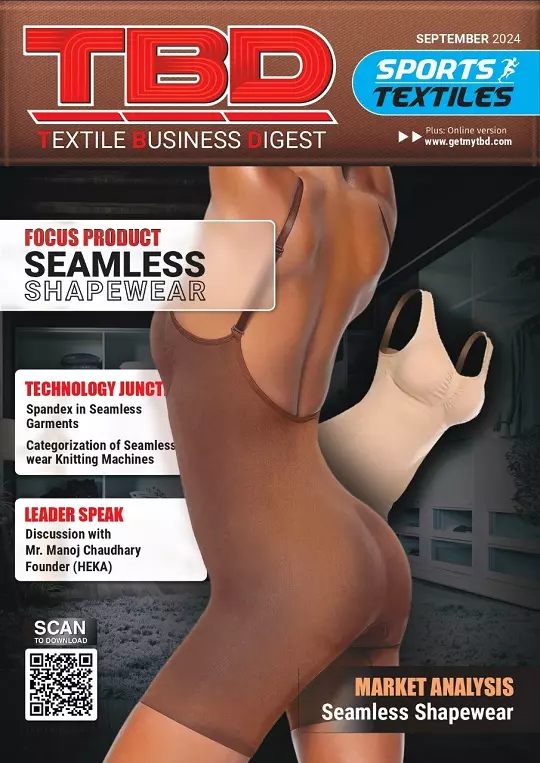 TBD
TEXTILE BUSINESS DIGEST
SEPTEMBER 2024
SPORTS
TEXTILES
Plus: Online version
www.getmytbd.com
FOCUS PRODUCT
SEAMLESS
SHAPEWEAR
TECHNOLOGY JUNCT
Spandex in Seamless
Garments
Categorization of Seamless
wear Knitting Machines
LEADER SPEAK
Discussion with
Mr. Manoj Chaudhary
Founder (HEKA)
SCAN
TO DOWNLOAD
MARKET ANALYSIS
Seamless Shapewear